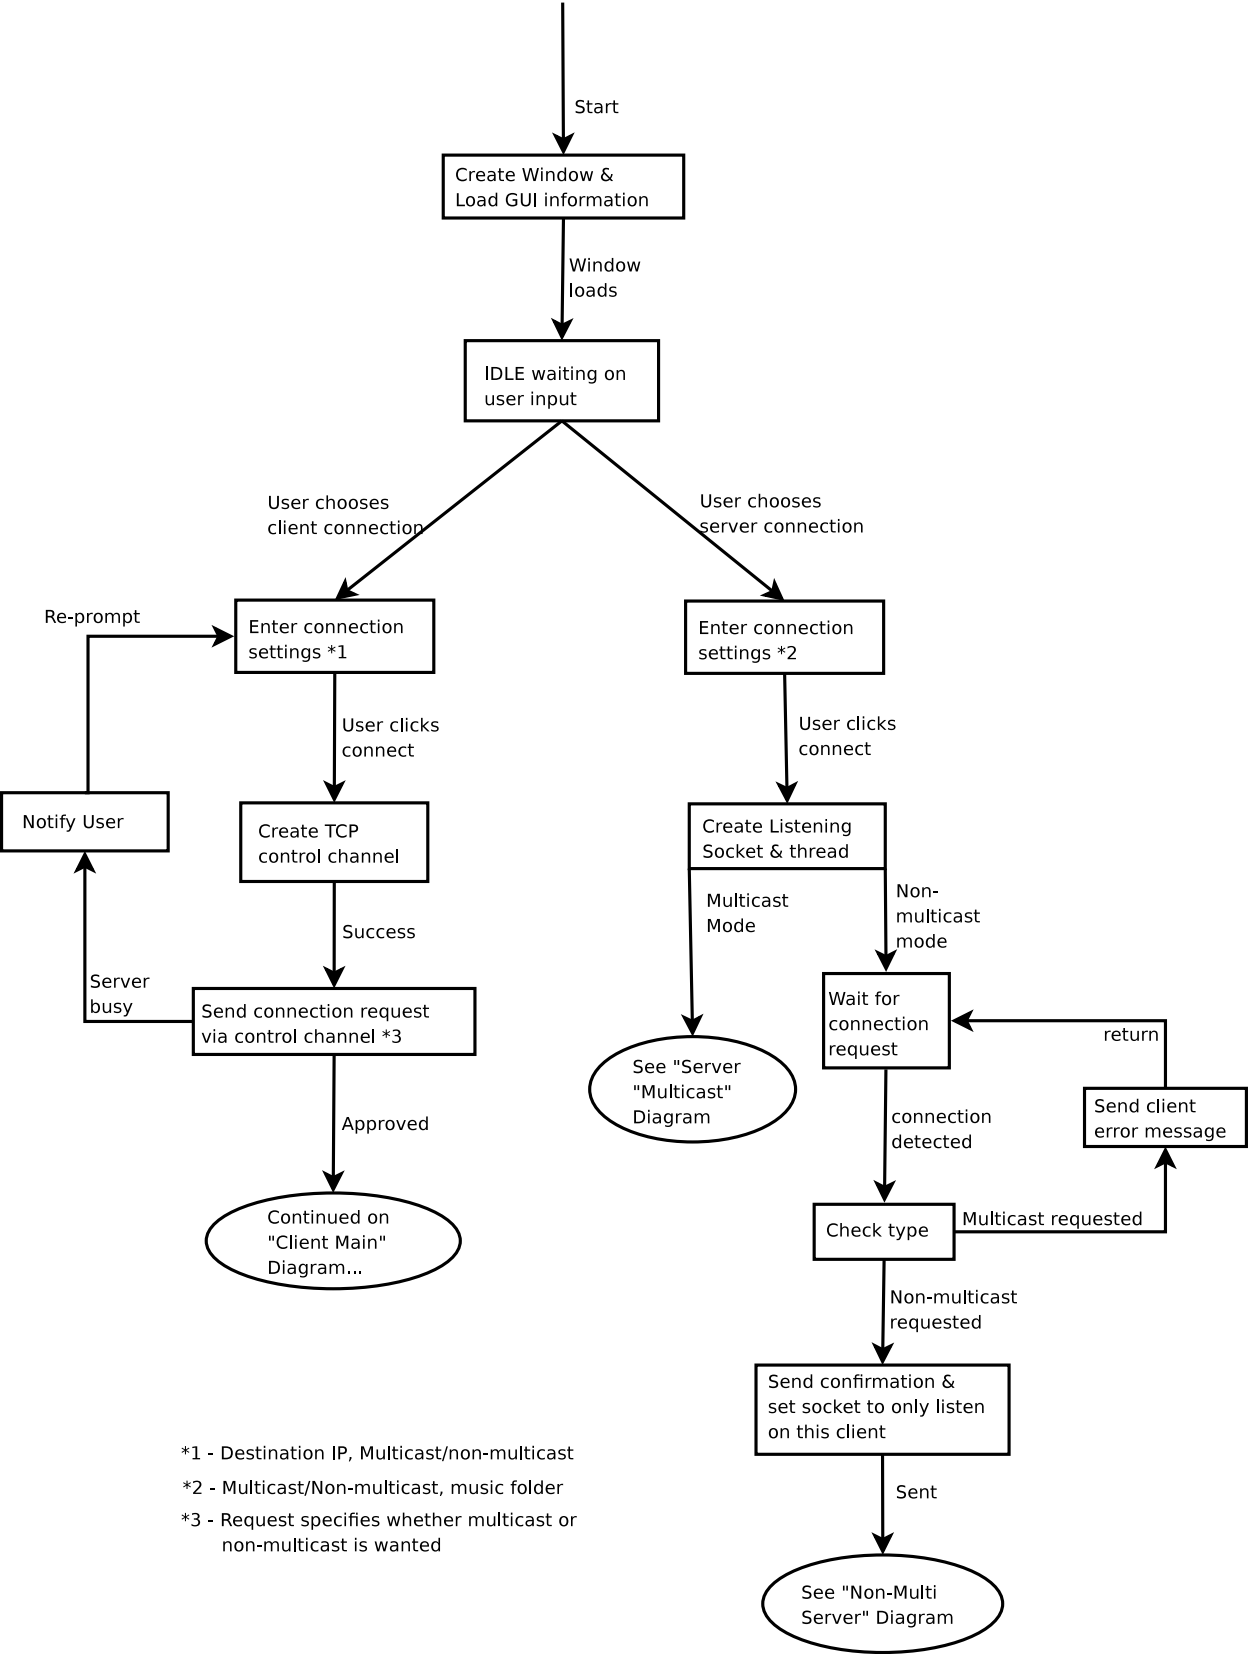 Start
Create Window &
Load GUI information
Window
loads
IDLE waiting on
user input
User chooses
client connection
User chooses
server connection
Re-prompt
Enter connection
settings *1
Enter connection
settings *2
User clicks
connect
User clicks
connect
Notify User
Create TCP
control channel
Create Listening
Socket & thread
Multicast
Mode
Non-
multicast
mode
Success
Server
busy
Send connection request
via control channel *3
Wait for
connection
request
return
See "Server
"Multicast"
Diagram
Send client
error message
Approved
connection
detected
Continued on
"Client Main"
Diagram...
Check type
Multicast requested
Non-multicast
requested
Send confirmation &
set socket to only listen
on this client
*1 - Destination IP, Multicast/non-multicast
*2 - Multicast/Non-multicast, music folder
*3 - Request specifies whether multicast or
non-multicast is wanted
Sent
See "Non-Multi
Server" Diagram